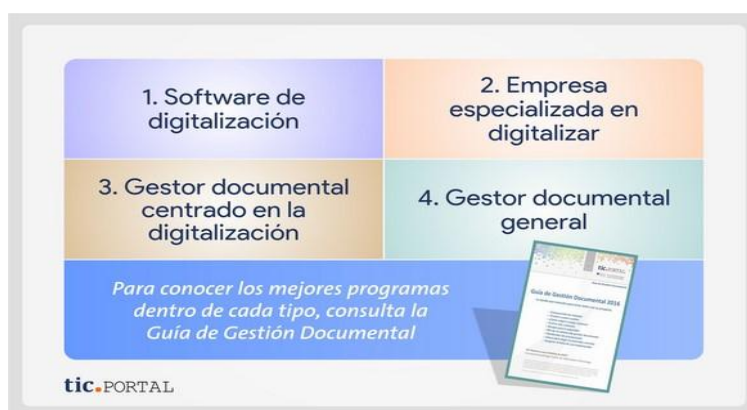 1. Software de
digitalización
2. Empresa
especializada en
digitalizar
3. Gestor documental
centrado en la
digitalización
4. Gestor documental
general
Para conocer los mejores programas
dentro de cada tipo, consulta la
Guía de Gestión Documental
tic.PORTAL
Guía de Gestión Documental 2016
tic.PORTAL